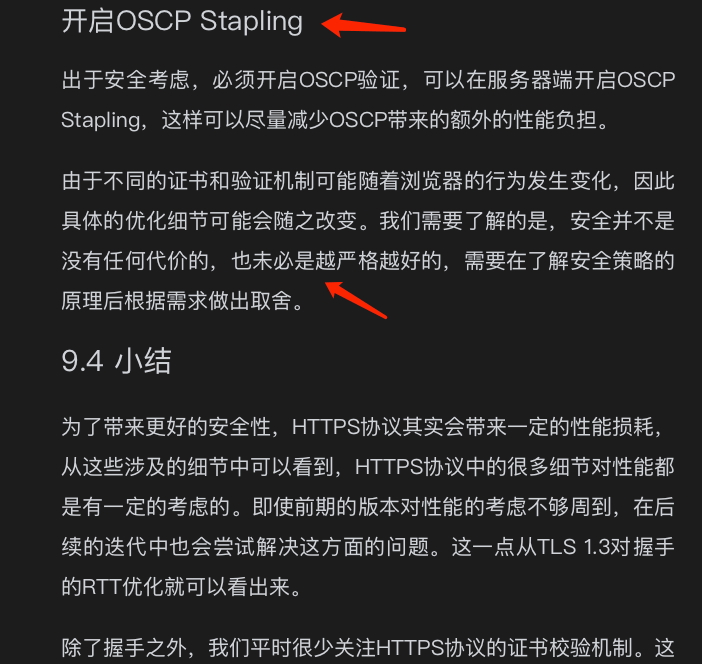 开启OSCP Stapling
出于安全考虑，必须开启OSCP验证，可以在服务器端开启OSCP
Stapling，这样可以尽量减少OSCP带来的额外的性能负担。
由于不同的证书和验证机制可能随着浏览器的行为发生变化，因此
具体的优化细节可能会随之改变。我们需要了解的是，安全并不是
没有任何代价的，也未必是越严格越好的，需要在了解安全策略的
原理后根据需求做出取舍。
9.4 小结
为了带来更好的安全性，HTTPS协议其实会带来一定的性能损耗，
从这些涉及的细节中可以看到，HTTPS协议中的很多细节对性能都
是有一定的考虑的。即使前期的版本对性能的考虑不够周到，在后
续的迭代中也会尝试解决这方面的问题。这一点从TLS 1.3对握手
的RTT优化就可以看出来。
除了握手之外，我们平时很少关注HTTPS协议的证书校验机制。这